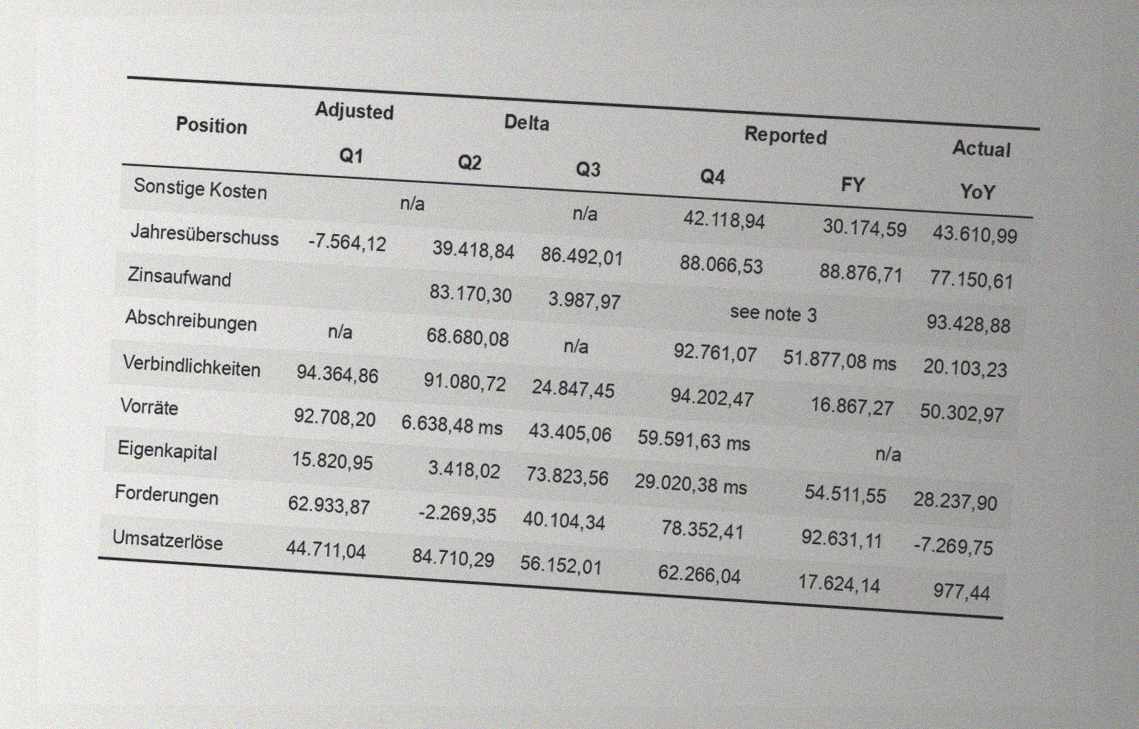 Position Adjusted Delta Reported Actual
Q1 Q2 Q3 Q4 FY YoY
Sonstige Kosten n/a n/a 42.118,94 30.174,59 43.610,99
Jahresüberschuss -7.564,12 39.418,84 86.492,01 88.066,53 88.876,71 77.150,61
Zinsaufwand 83.170,30 3.987,97 see note 3 93.428,88
Abschreibungen n/a 68.680,08 n/a 92.761,07 51.877,08 ms 20.103,23
Verbindlichkeiten 94.364,86 91.080,72 24.847,45 94.202,47 16.867,27 50.302,97
Vorräte 92.708,20 6.638,48 ms 43.405,06 59.591,63 ms n/a
Eigenkapital 15.820,95 3.418,02 73.823,56 29.020,38 ms 54.511,55 28.237,90
Forderungen 62.933,87 -2.269,35 40.104,34 78.352,41 92.631,11 -7.269,75
Umsatzerlöse 44.711,04 84.710,29 56.152,01 62.266,04 17.624,14 977,44